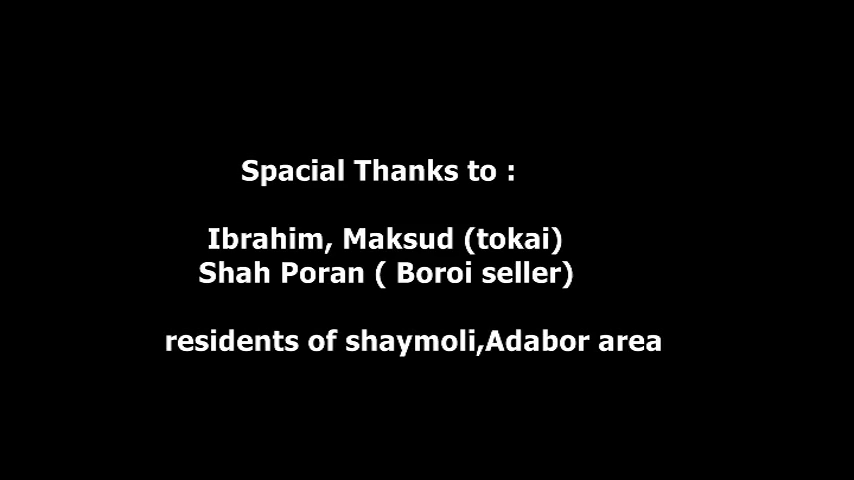 Spacial Thanks to :
Ibrahim, Maksud (tokai)
Shah Poran ( Boroi seller)
residents of shaymoli,Adabor area